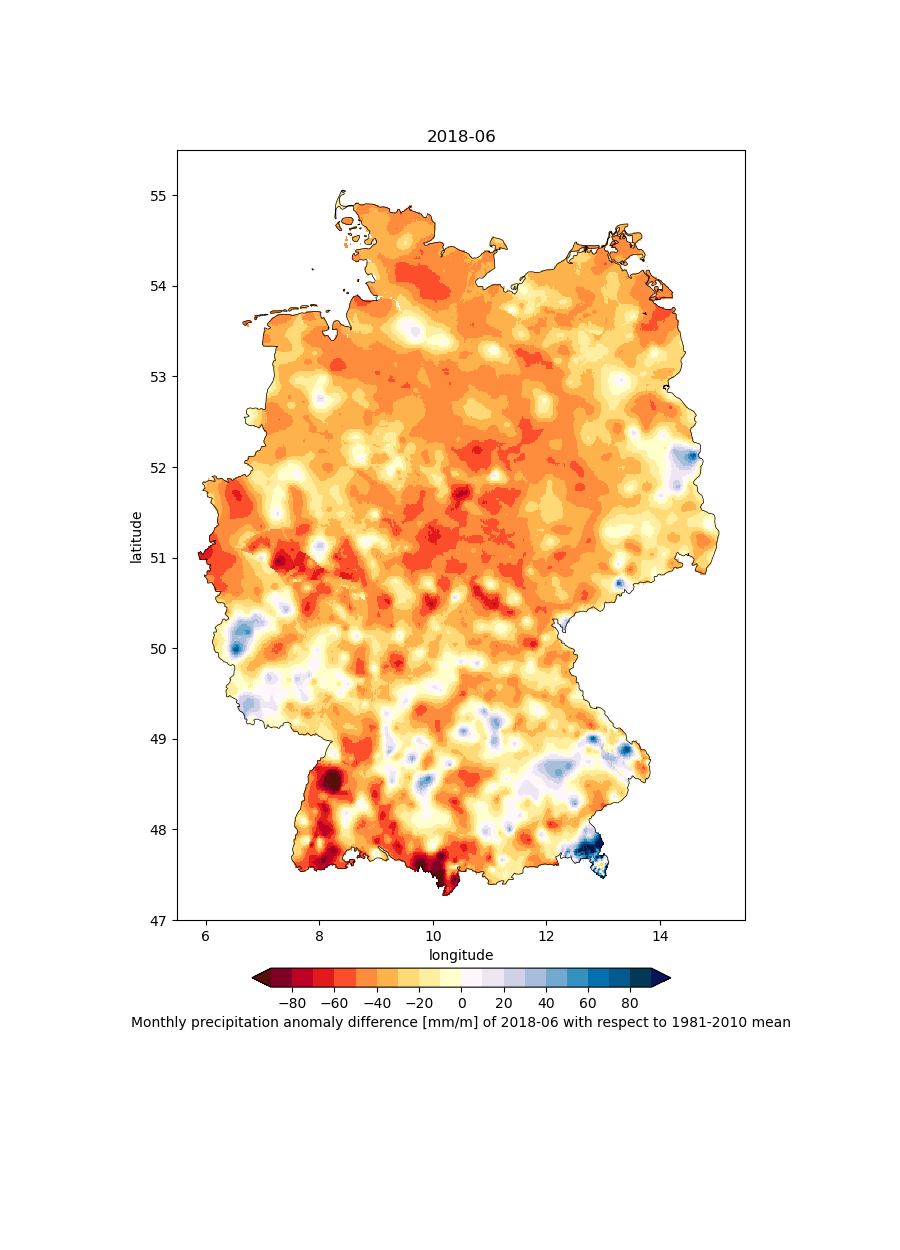 2018-06
55
54
53
52
51
50
49
48
47
latitude
6 8 10 12 14
longitude
−80 −60 −40 −20 0 20 40 60 80
Monthly precipitation anomaly difference [mm/m] of 2018-06 with respect to 1981-2010 mean